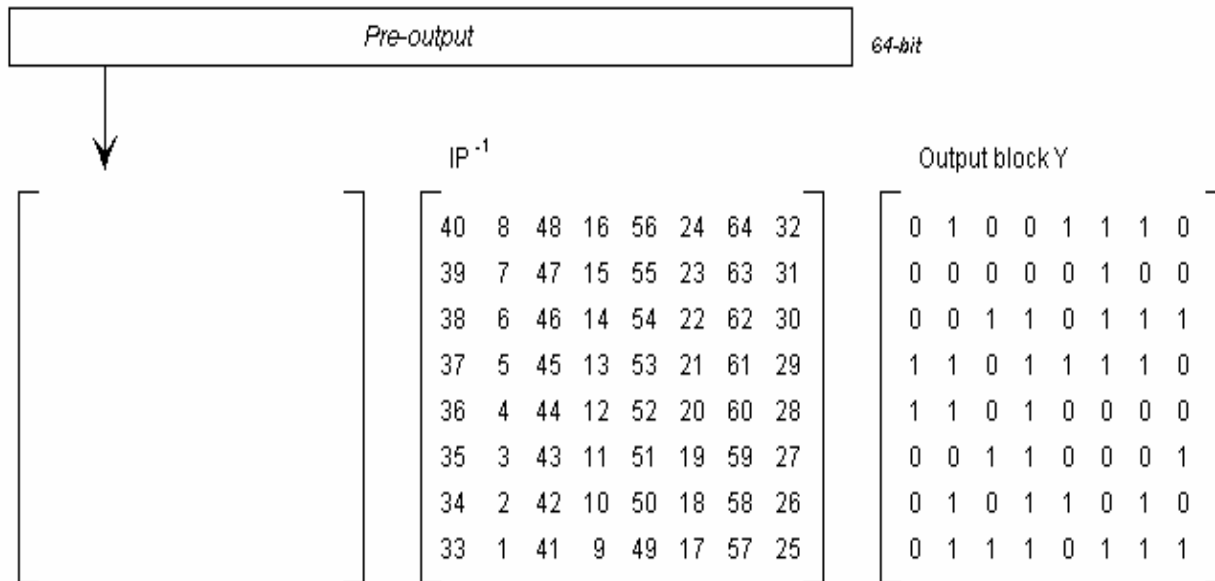 Pre-output
64-bit
IP -1
Output block Y
40 8 48 16 56 24 64 32
39 7 47 15 55 23 63 31
38 6 46 14 54 22 62 30
37 5 45 13 53 21 61 29
36 4 44 12 52 20 60 28
35 3 43 11 51 19 59 27
34 2 42 10 50 18 58 26
33 1 41 9 49 17 57 25
0 1 0 0 1 1 1 0
0 0 0 0 0 1 0 0
0 0 1 1 0 1 1 1
1 1 0 1 1 1 1 0
1 1 0 1 0 0 0 0
0 0 1 1 0 0 0 1
0 1 0 1 1 0 1 0
0 1 1 1 0 1 1 1